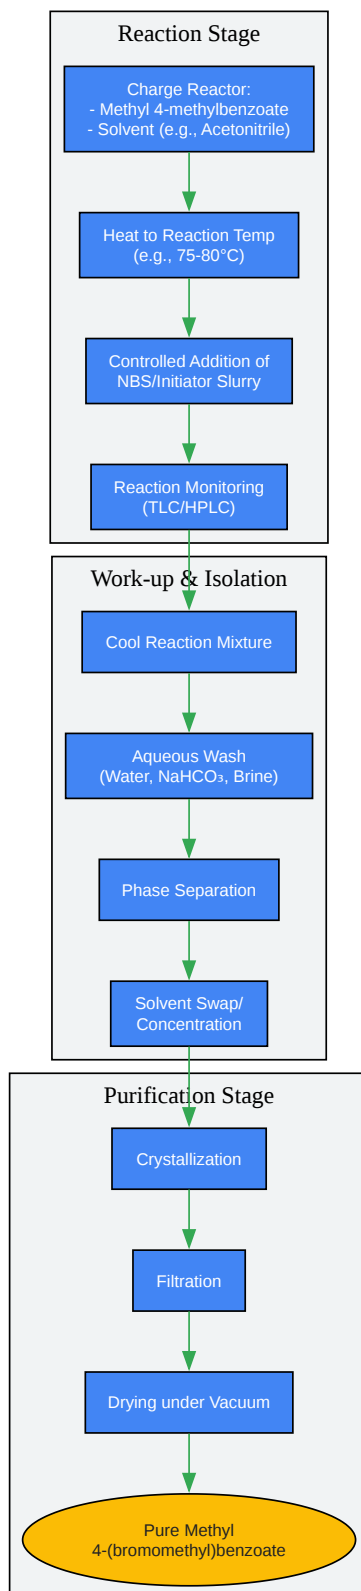 Reaction Stage
Charge Reactor:
- Methyl 4-methylbenzoate
- Solvent (e.g., Acetonitrile)
Heat to Reaction Temp
(e.g., 75-80°C)
Controlled Addition of
NBS/Initiator Slurry
Reaction Monitoring
(TLC/HPLC)
Work-up & Isolation
Cool Reaction Mixture
Aqueous Wash
(Water, NaHCO₃, Brine)
Phase Separation
Solvent Swap/
Concentration
Purification Stage
Crystallization
Filtration
Drying under Vacuum
Pure Methyl
4-(bromomethyl)benzoate